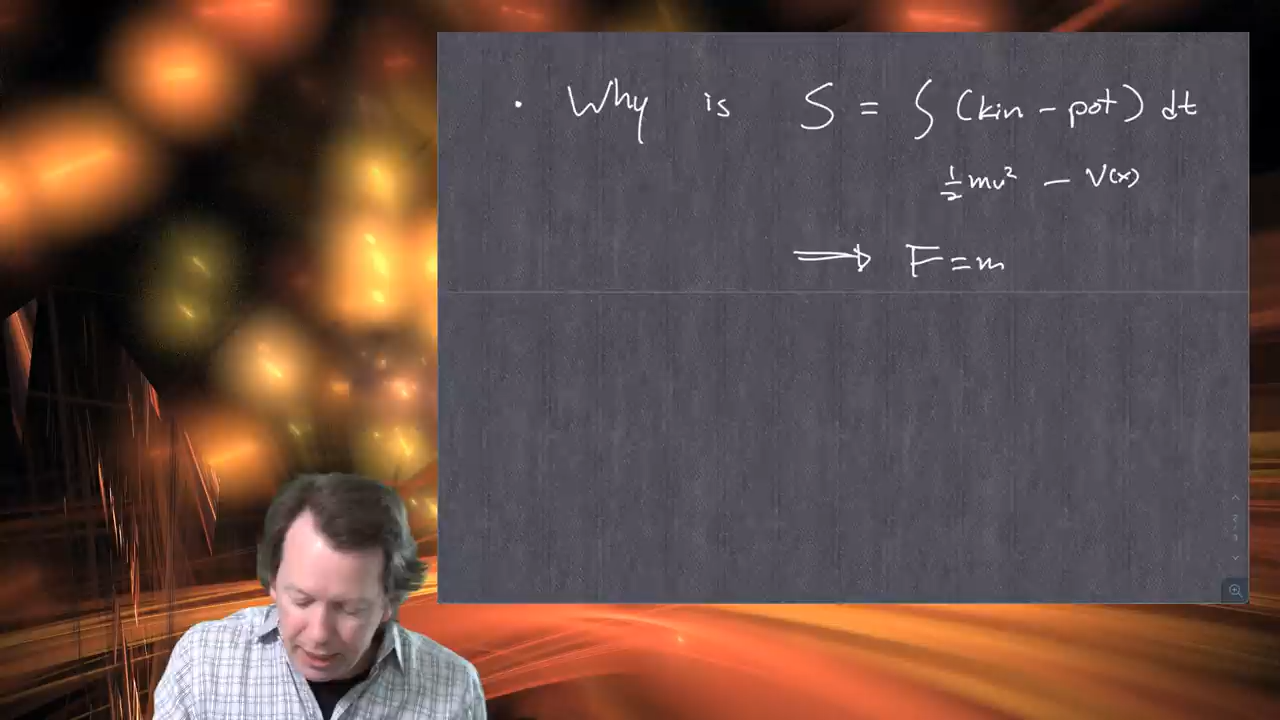 • Why is S = ∫ (kin – pot) dt
½mv² – V(x)
⟹ F = m